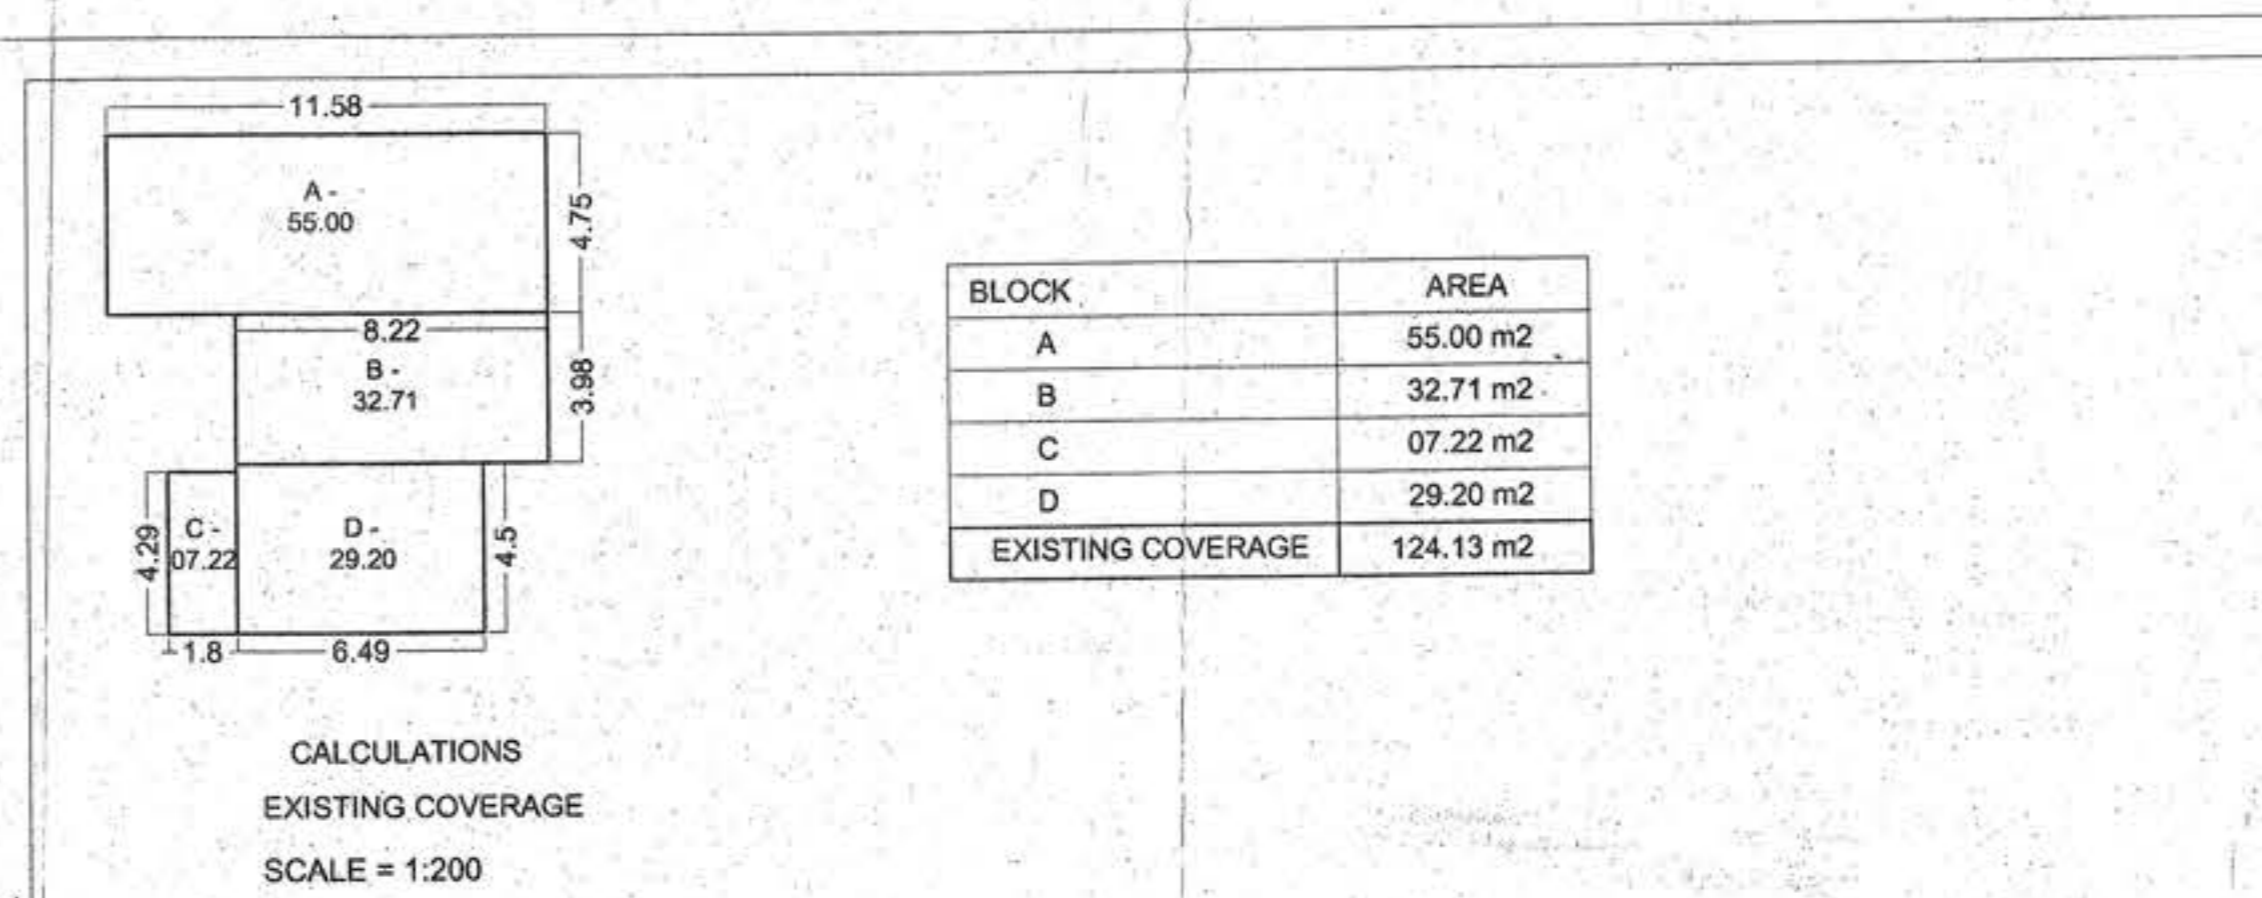 11.58
A -
55.00
4.75
8.22
B -
32.71
3.98
4.29
C -
07.22
D -
29.20
4.5
1.8
6.49
CALCULATIONS
EXISTING COVERAGE
SCALE = 1:200
BLOCK AREA
A 55.00 m2
B 32.71 m2
C 07.22 m2
D 29.20 m2
EXISTING COVERAGE 124.13 m2